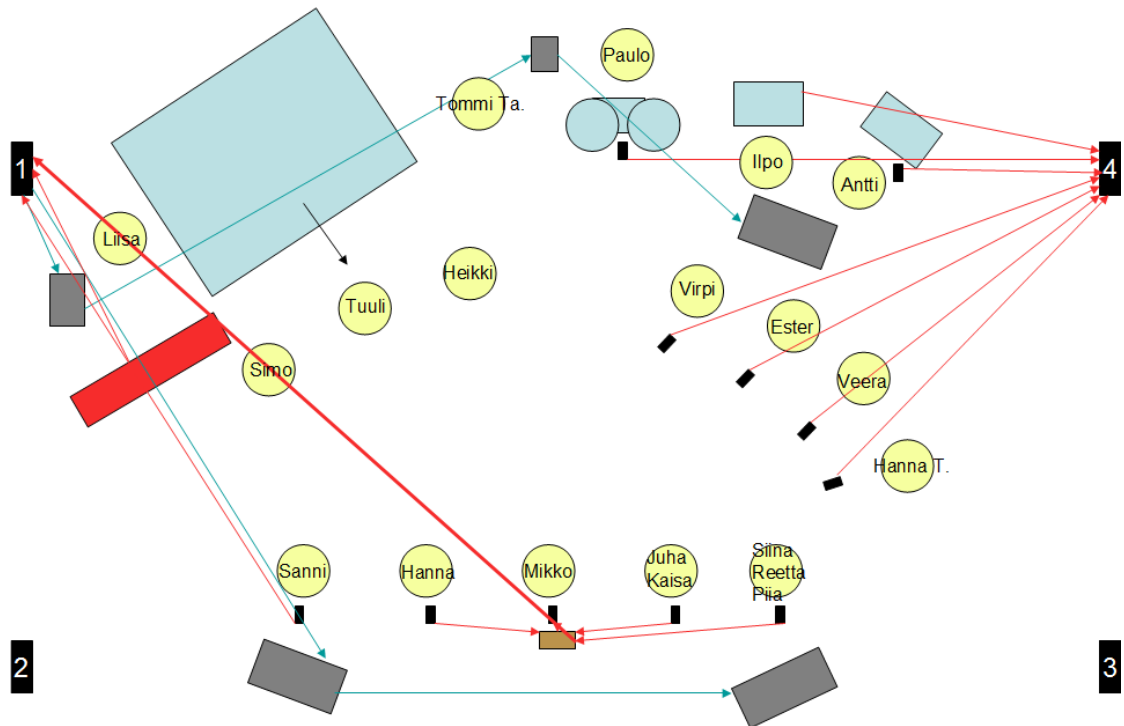 Paulo
Tommi Ta.
1
4
Ilpo
Antti
Liisa
Heikki
Tuuli
Virpi
Ester
Simo
Veera
Hanna T.
Sanni
Hanna
Mikko
Juha
Kaisa
Siina
Reetta
Piia
2
3